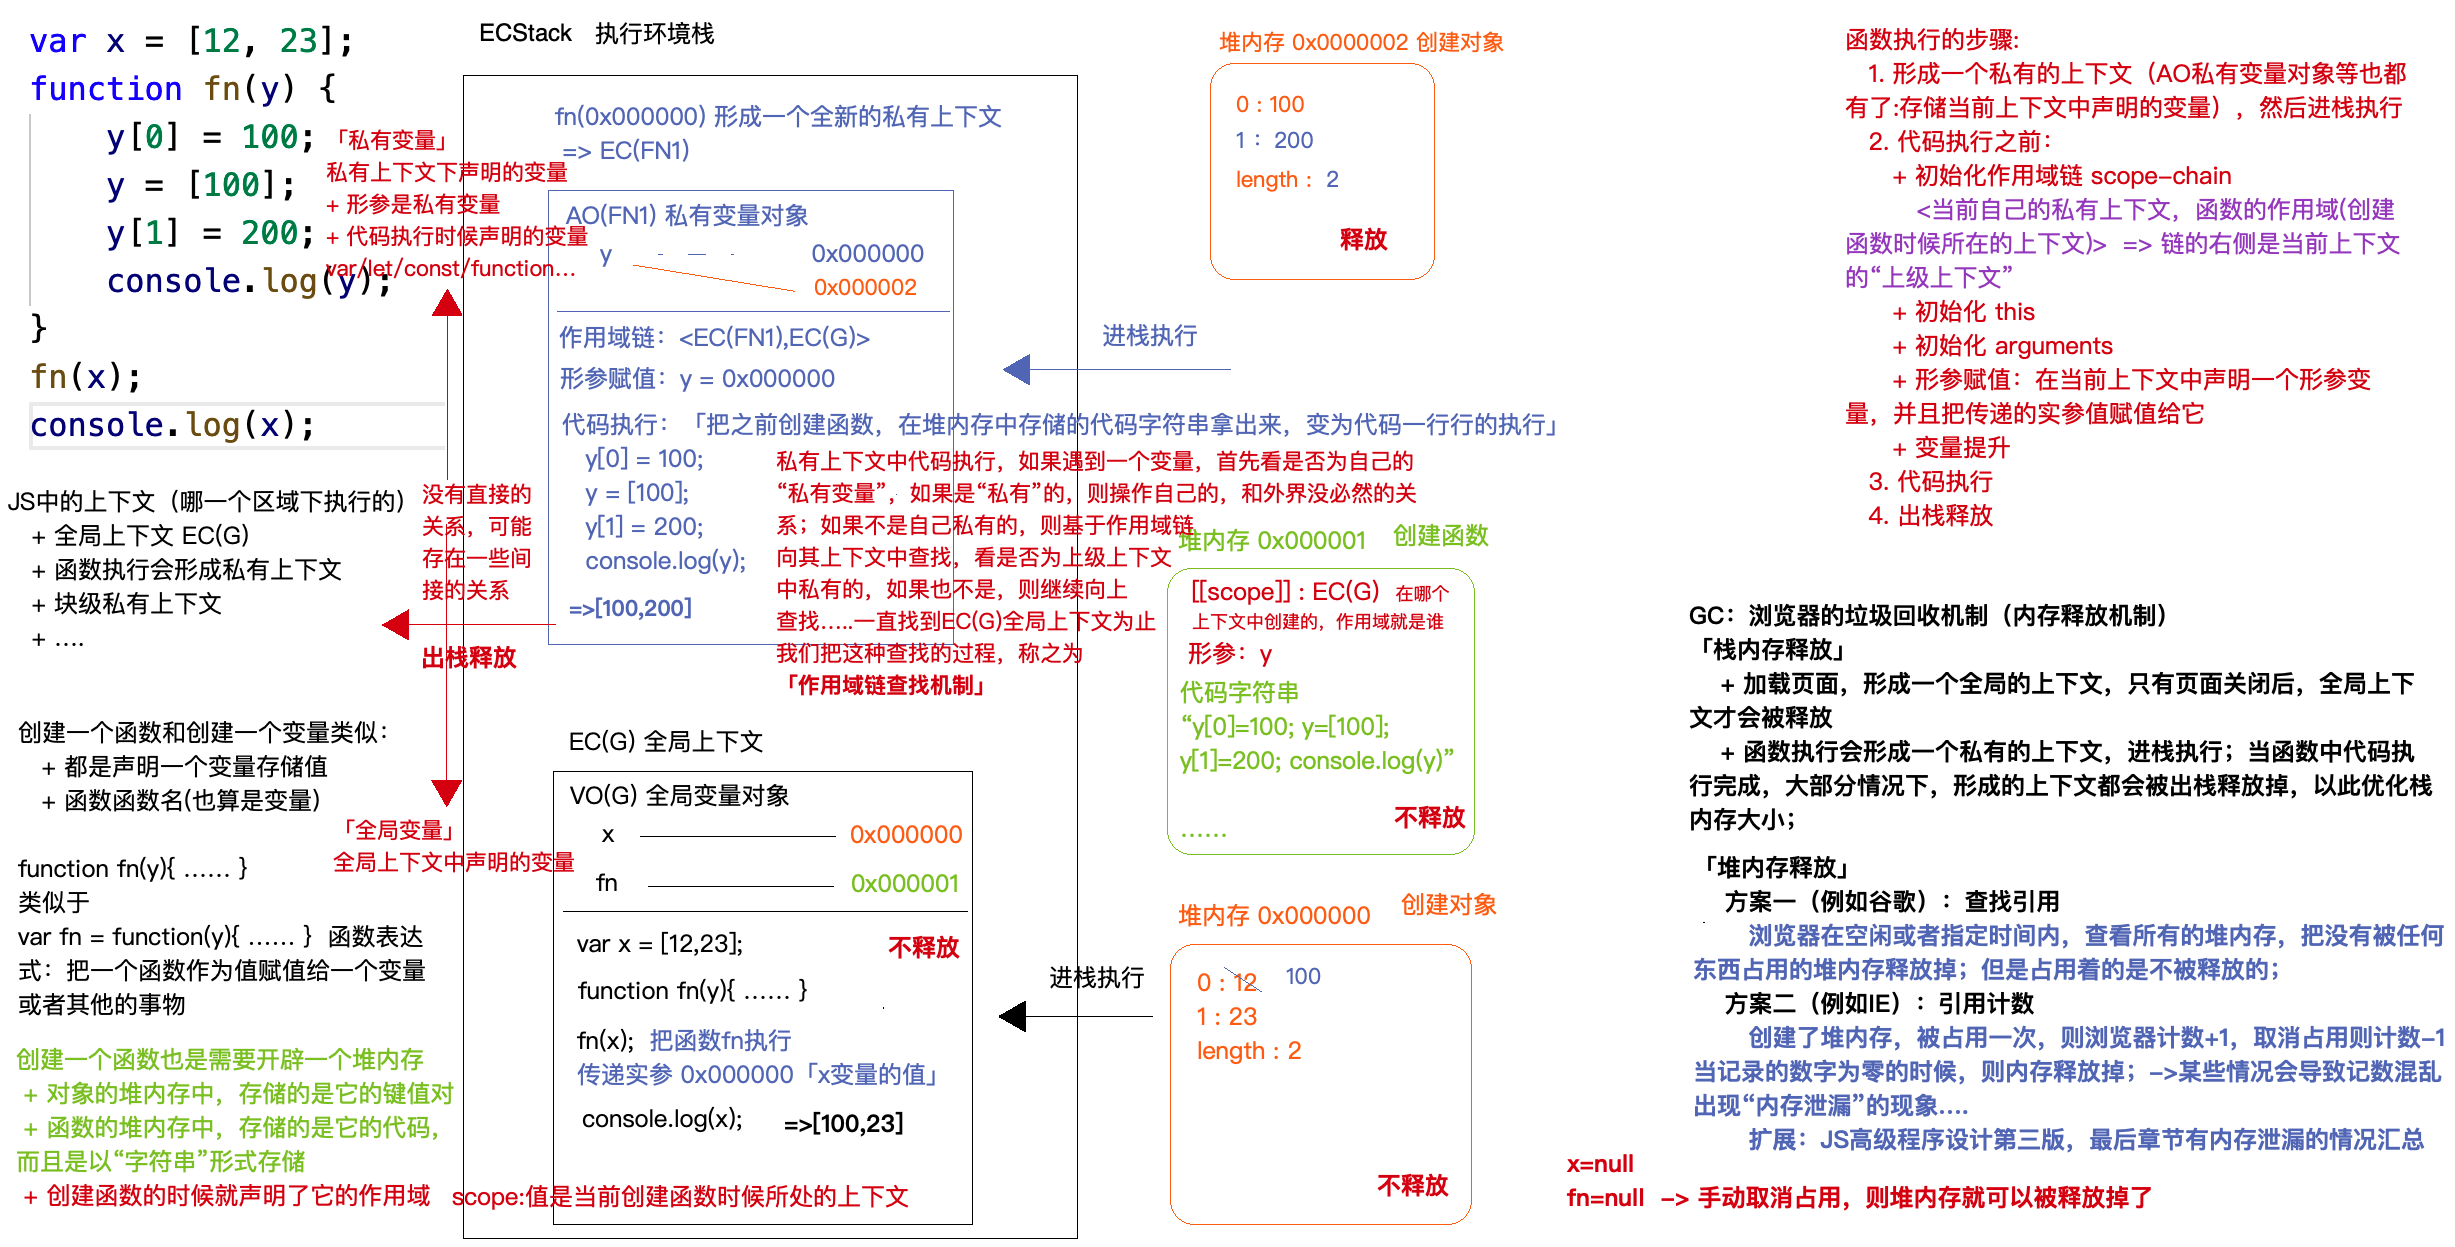 var x = [12, 23];
function fn(y) {
y[0] = 100;
y = [100];
y[1] = 200;
console.log(y);
}
fn(x);
console.log(x);
「私有变量」
私有上下文下声明的变量
+ 形参是私有变量
+ 代码执行时候声明的变量
var/let/const/function...
没有直接的
关系，可能
存在一些间
接的关系
出栈释放
「全局变量」
全局上下文中声明的变量
JS中的上下文（哪一个区域下执行的）
+ 全局上下文 EC(G)
+ 函数执行会形成私有上下文
+ 块级私有上下文
+ ....
创建一个函数和创建一个变量类似：
+ 都是声明一个变量存储值
+ 函数函数名(也算是变量)
function fn(y){ ...... }
类似于
var fn = function(y){ ...... } 函数表达
式：把一个函数作为值赋值给一个变量
或者其他的事物
创建一个函数也是需要开辟一个堆内存
+ 对象的堆内存中，存储的是它的键值对
+ 函数的堆内存中，存储的是它的代码，
而且是以“字符串”形式存储
+ 创建函数的时候就声明了它的作用域 scope:值是当前创建函数时候所处的上下文
ECStack 执行环境栈
fn(0x000000) 形成一个全新的私有上下文
=> EC(FN1)
AO(FN1) 私有变量对象
y 0x000000
0x000002
作用域链：<EC(FN1),EC(G)>
形参赋值：y = 0x000000
代码执行：「把之前创建函数，在堆内存中存储的代码字符串拿出来，变为代码一行行的执行」
y[0] = 100;
y = [100];
y[1] = 200;
console.log(y);
=>[100,200]
私有上下文中代码执行，如果遇到一个变量，首先看是否为自己的
“私有变量”，如果是“私有”的，则操作自己的，和外界没必然的关
系；如果不是自己私有的，则基于作用域链
向其上下文中查找，看是否为上级上下文
中私有的，如果也不是，则继续向上
查找.....一直找到EC(G)全局上下文为止
我们把这种查找的过程，称之为
「作用域链查找机制」
进栈执行
EC(G) 全局上下文
VO(G) 全局变量对象
x 0x000000
fn 0x000001
var x = [12,23];
不释放
function fn(y){ ...... }
fn(x); 把函数fn执行
传递实参 0x000000「x变量的值」
console.log(x); =>[100,23]
进栈执行
堆内存 0x0000002 创建对象
0 : 100
1 : 200
length : 2
释放
堆内存 0x000001 创建函数
[[scope]] : EC(G) 在哪个
上下文中创建的，作用域就是谁
形参：y
代码字符串
“y[0]=100; y=[100];
y[1]=200; console.log(y)”
不释放
......
堆内存 0x000000 创建对象
0 : 12 100
1 : 23
length : 2
不释放
函数执行的步骤:
1. 形成一个私有的上下文（AO私有变量对象等也都
有了:存储当前上下文中声明的变量），然后进栈执行
2. 代码执行之前：
+ 初始化作用域链 scope-chain
<当前自己的私有上下文，函数的作用域(创建
函数时候所在的上下文)> => 链的右侧是当前上下文
的“上级上下文”
+ 初始化 this
+ 初始化 arguments
+ 形参赋值：在当前上下文中声明一个形参变
量，并且把传递的实参值赋值给它
+ 变量提升
3. 代码执行
4. 出栈释放
GC：浏览器的垃圾回收机制（内存释放机制）
「栈内存释放」
+ 加载页面，形成一个全局的上下文，只有页面关闭后，全局上下
文才会被释放
+ 函数执行会形成一个私有的上下文，进栈执行；当函数中代码执
行完成，大部分情况下，形成的上下文都会被出栈释放掉，以此优化栈
内存大小；
「堆内存释放」
方案一（例如谷歌）：查找引用
浏览器在空闲或者指定时间内，查看所有的堆内存，把没有被任何
东西占用的堆内存释放掉；但是占用着的是不被释放的；
方案二（例如IE）：引用计数
创建了堆内存，被占用一次，则浏览器计数+1，取消占用则计数-1
当记录的数字为零的时候，则内存释放掉；->某些情况会导致记数混乱
出现“内存泄漏”的现象....
扩展：JS高级程序设计第三版，最后章节有内存泄漏的情况汇总
x=null
fn=null -> 手动取消占用，则堆内存就可以被释放掉了